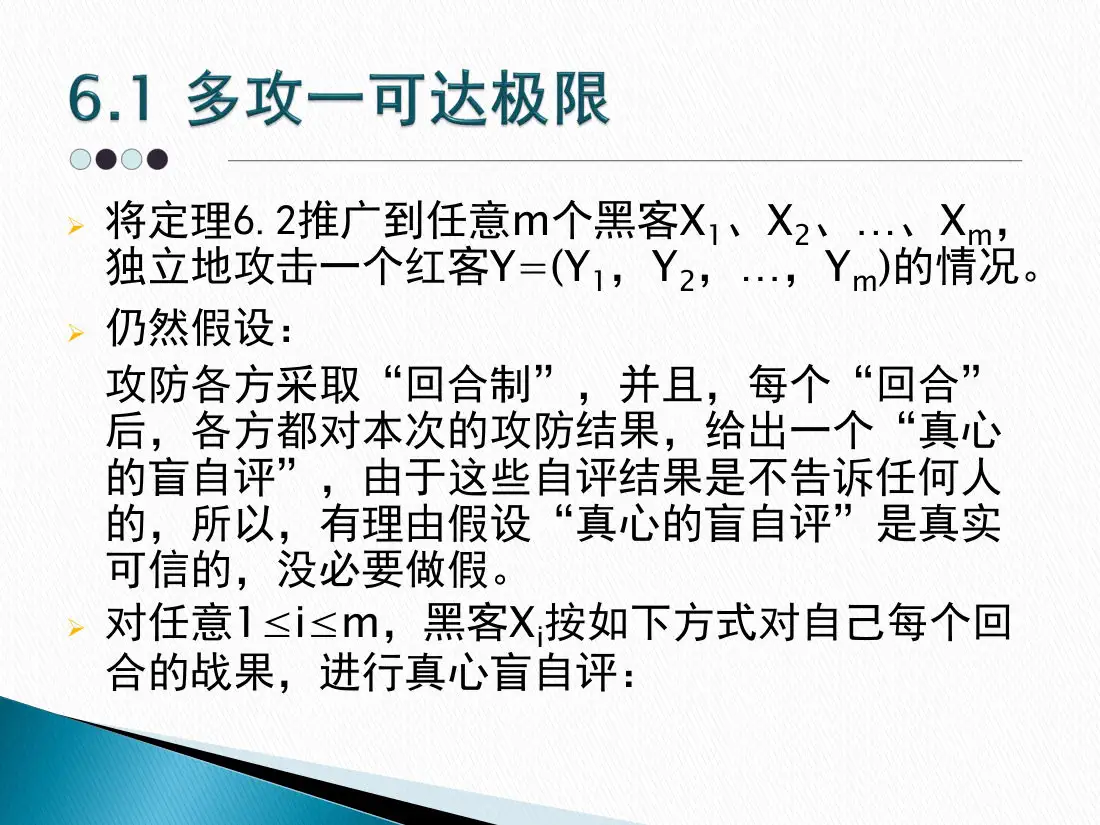 6.1 多攻一可达极限
➢ 将定理6.2推广到任意m个黑客X₁、X₂、…、Xₘ，
独立地攻击一个红客Y=(Y₁，Y₂，…，Yₘ)的情况。
➢ 仍然假设：
攻防各方采取“回合制”，并且，每个“回合”
后，各方都对本次的攻防结果，给出一个“真心
的盲自评”，由于这些自评结果是不告诉任何人
的，所以，有理由假设“真心的盲自评”是真实
可信的，没必要做假。
➢ 对任意1≤i≤m，黑客Xᵢ按如下方式对自己每个回
合的战果，进行真心盲自评：